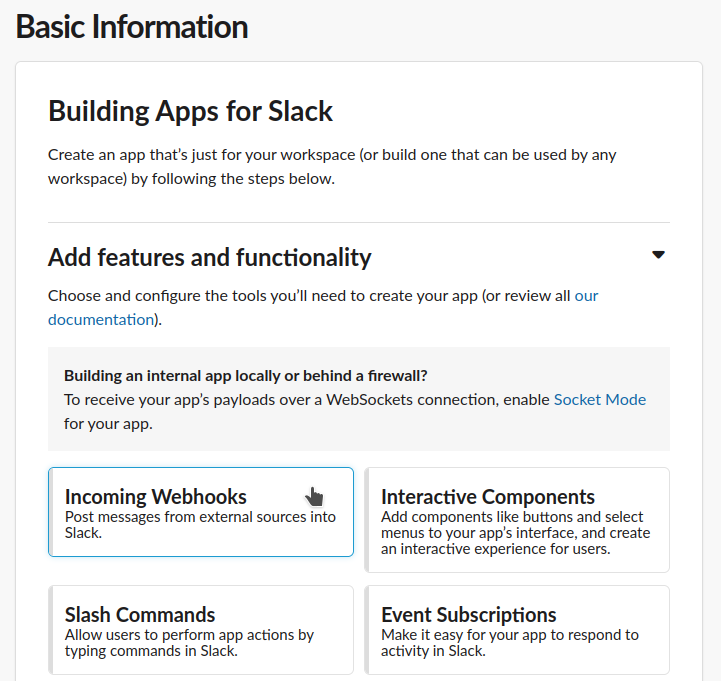 Basic Information
Building Apps for Slack
Create an app that’s just for your workspace (or build one that can be used by any
workspace) by following the steps below.
Add features and functionality
Choose and configure the tools you’ll need to create your app (or review all our
documentation).
Building an internal app locally or behind a firewall?
To receive your app’s payloads over a WebSockets connection, enable Socket Mode
for your app.
Incoming Webhooks
Post messages from external sources into
Slack.
Interactive Components
Add components like buttons and select
menus to your app’s interface, and create
an interactive experience for users.
Slash Commands
Allow users to perform app actions by
typing commands in Slack.
Event Subscriptions
Make it easy for your app to respond to
activity in Slack.